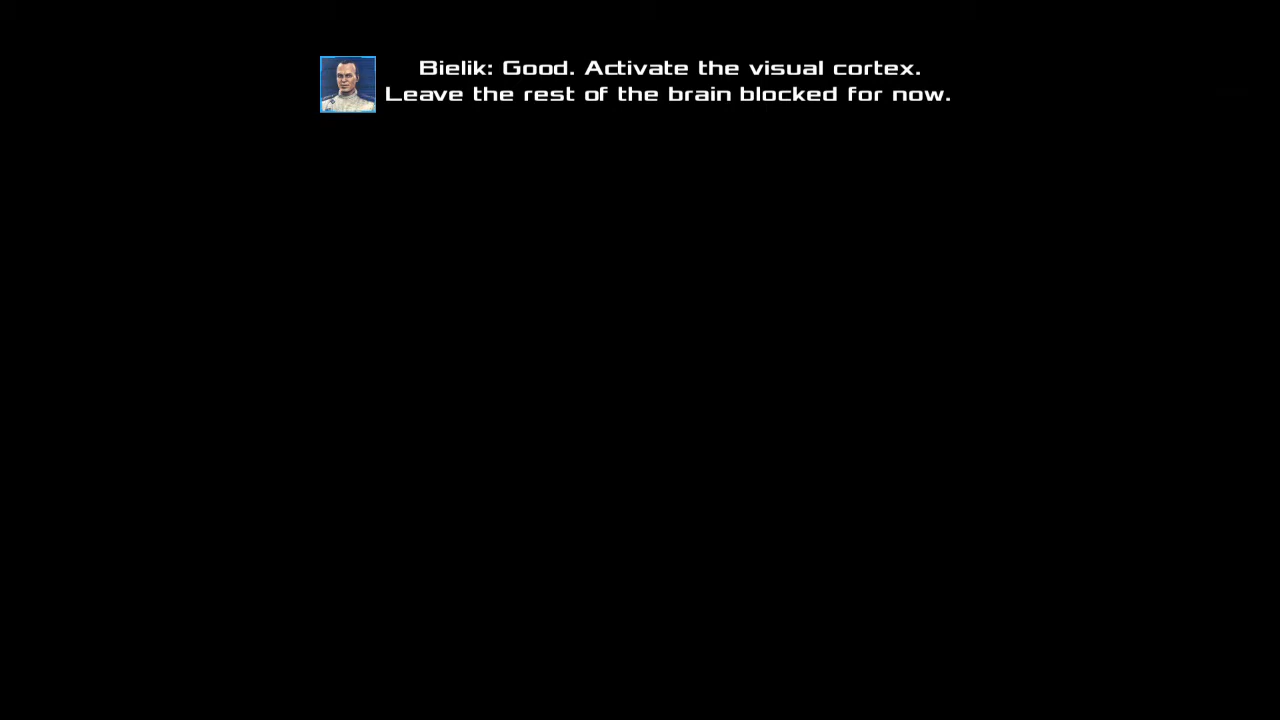 Bielik: Good. Activate the visual cortex.
Leave the rest of the brain blocked for now.